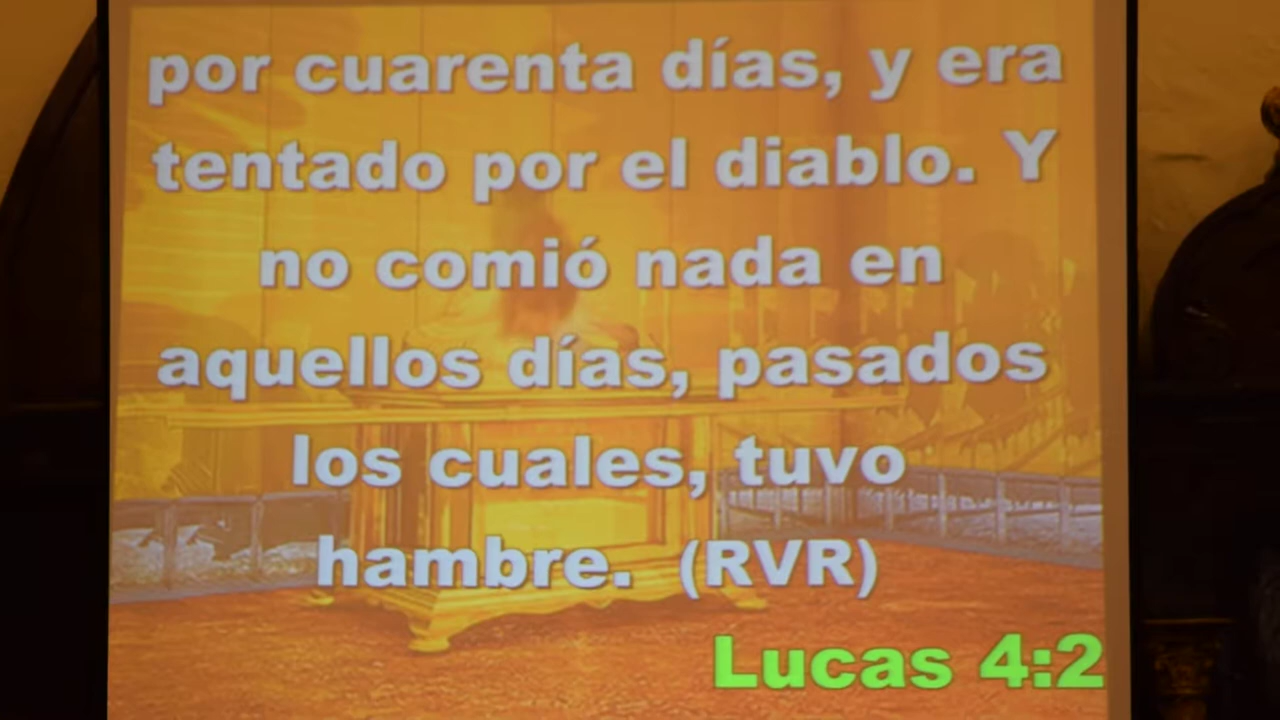 por cuarenta días, y era
tentado por el diablo. Y
no comió nada en
aquellos días, pasados
los cuales, tuvo
hambre. (RVR)
Lucas 4:2